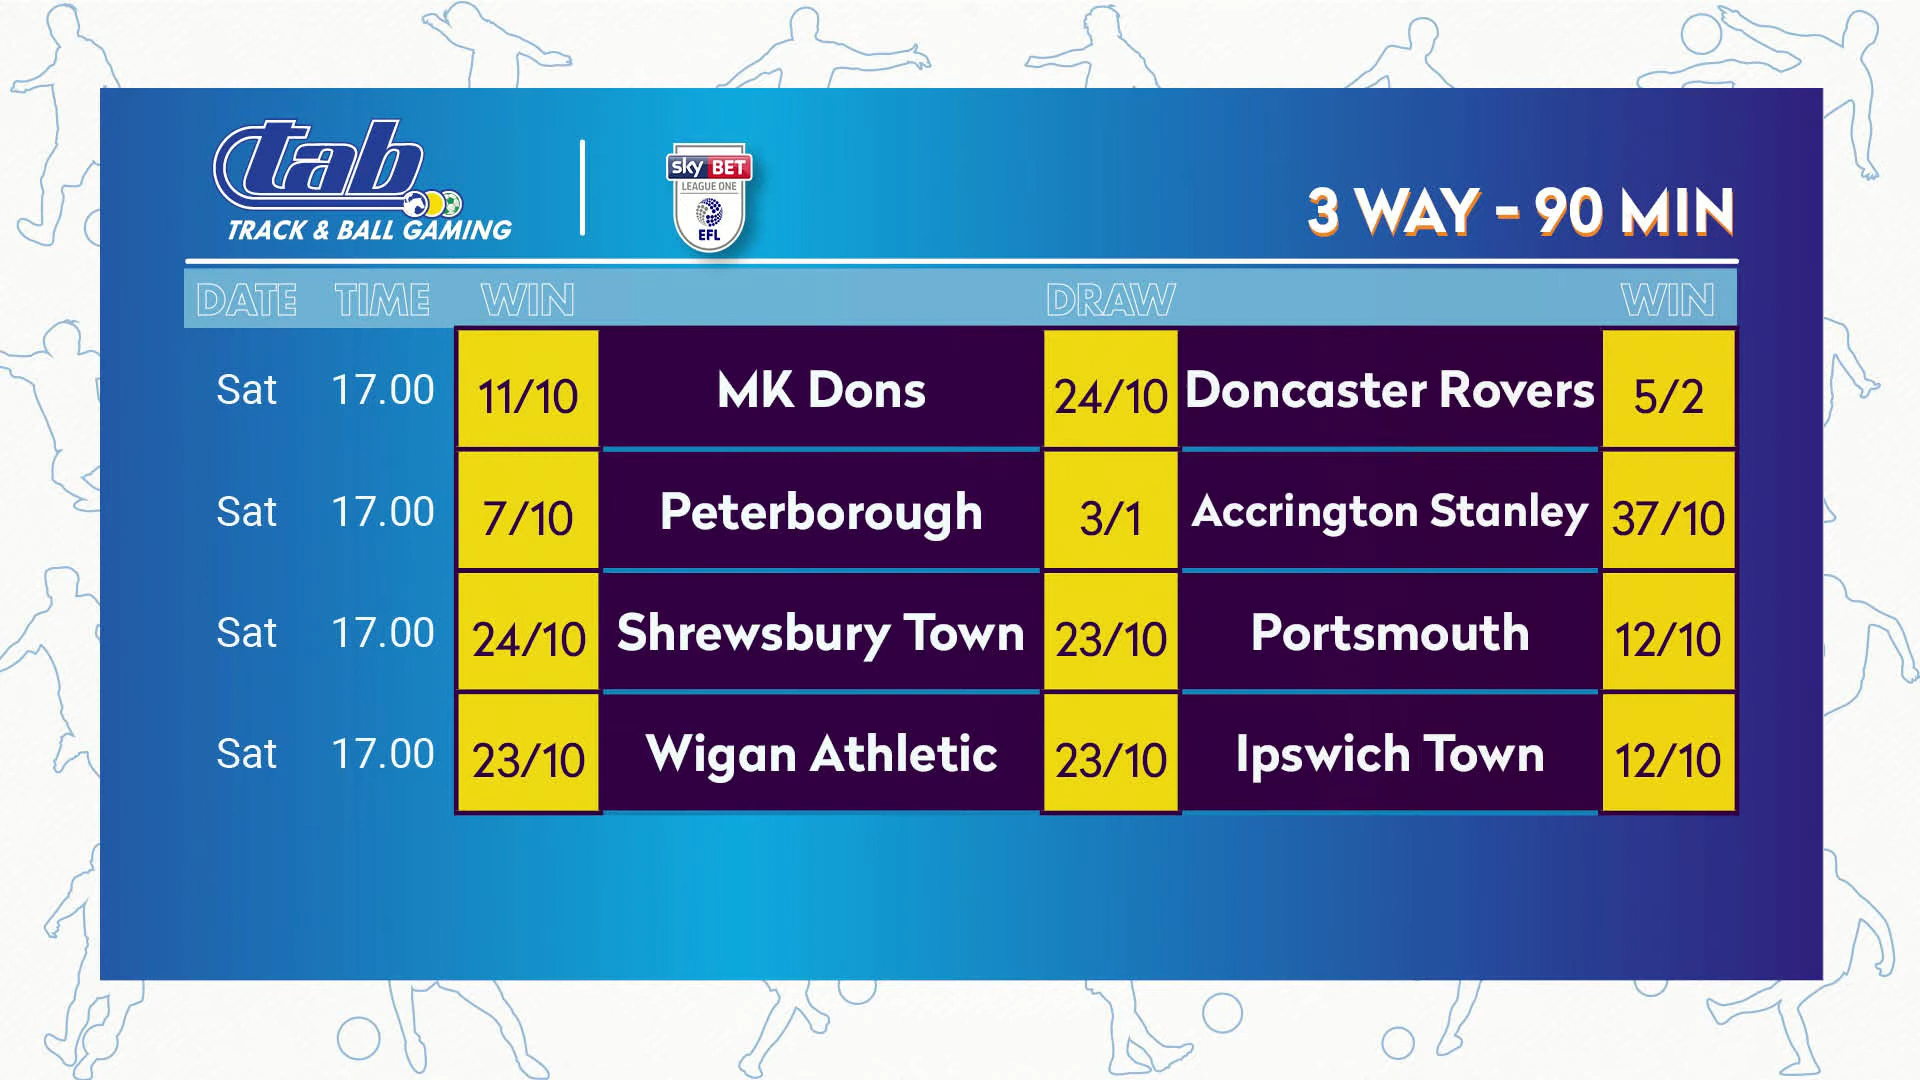 tab
TRACK & BALL GAMING
sky BET
LEAGUE ONE
EFL
3 WAY - 90 MIN
DATE TIME WIN DRAW WIN
Sat 17.00 11/10 MK Dons 24/10 Doncaster Rovers 5/2
Sat 17.00 7/10 Peterborough 3/1 Accrington Stanley 37/10
Sat 17.00 24/10 Shrewsbury Town 23/10 Portsmouth 12/10
Sat 17.00 23/10 Wigan Athletic 23/10 Ipswich Town 12/10